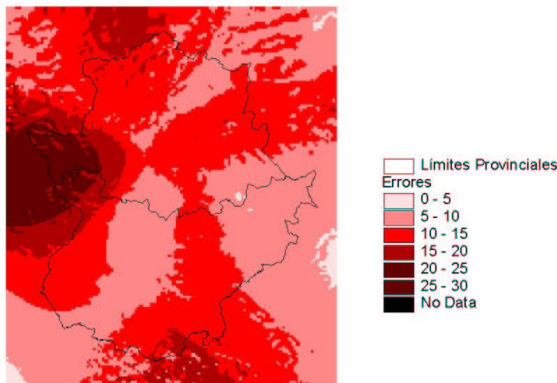 Límites Provinciales
Errores
0 - 5
5 - 10
10 - 15
15 - 20
20 - 25
25 - 30
No Data